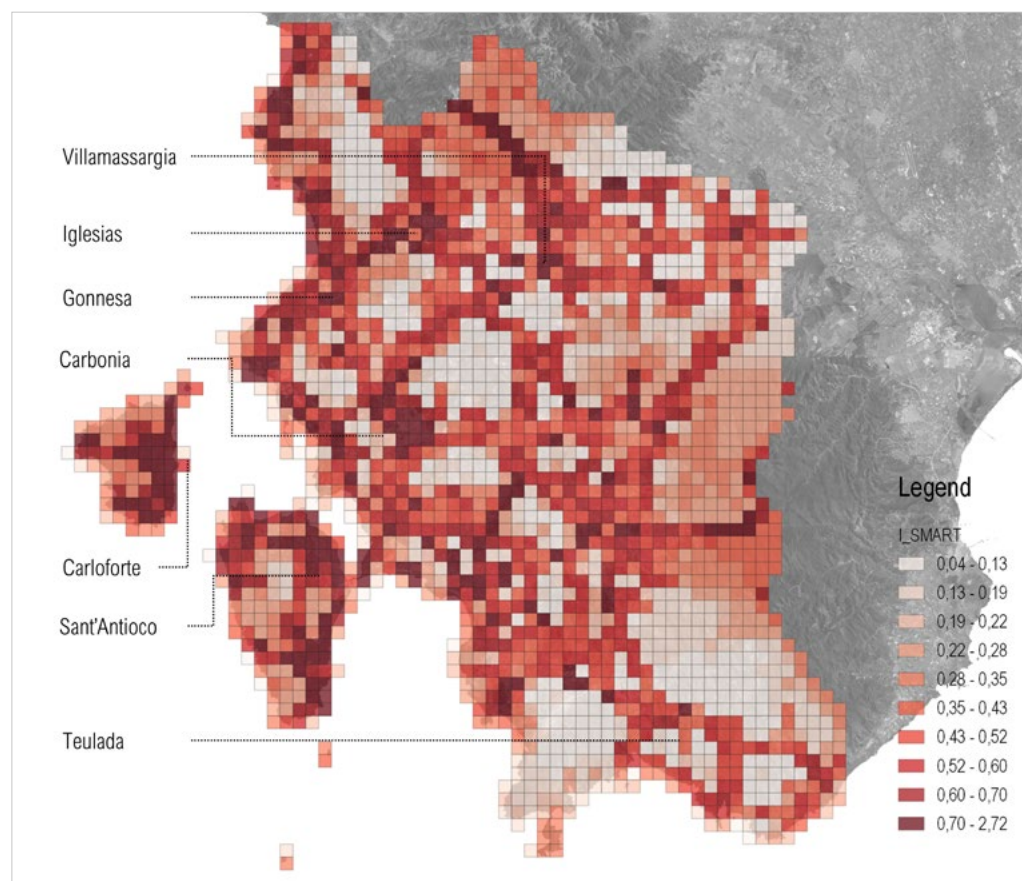 Villamassargia
Iglesias
Gonnesa
Carbonia
Carloforte
Sant'Antioco
Teulada
Legend
I_SMART
0,04 - 0,13
0,13 - 0,19
0,19 - 0,22
0,22 - 0,28
0,28 - 0,35
0,35 - 0,43
0,43 - 0,52
0,52 - 0,60
0,60 - 0,70
0,70 - 2,72